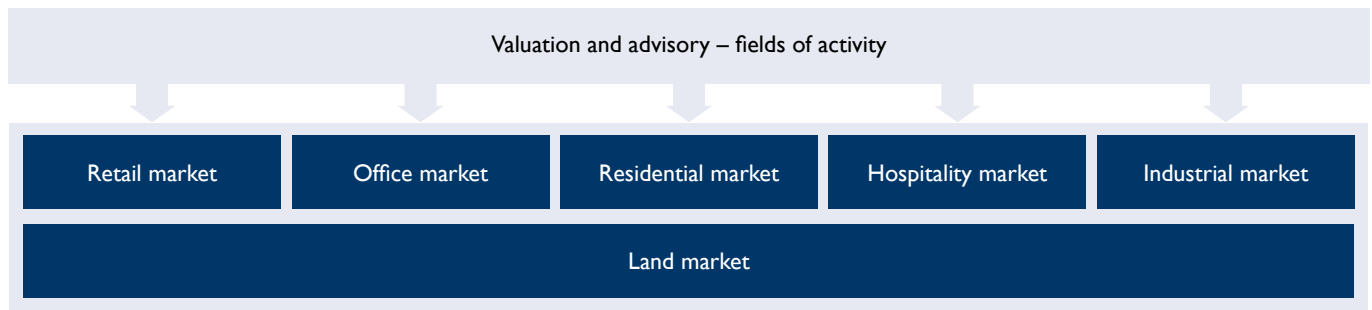 Valuation and advisory – fields of activity
Retail market
Office market
Residential market
Hospitality market
Industrial market
Land market